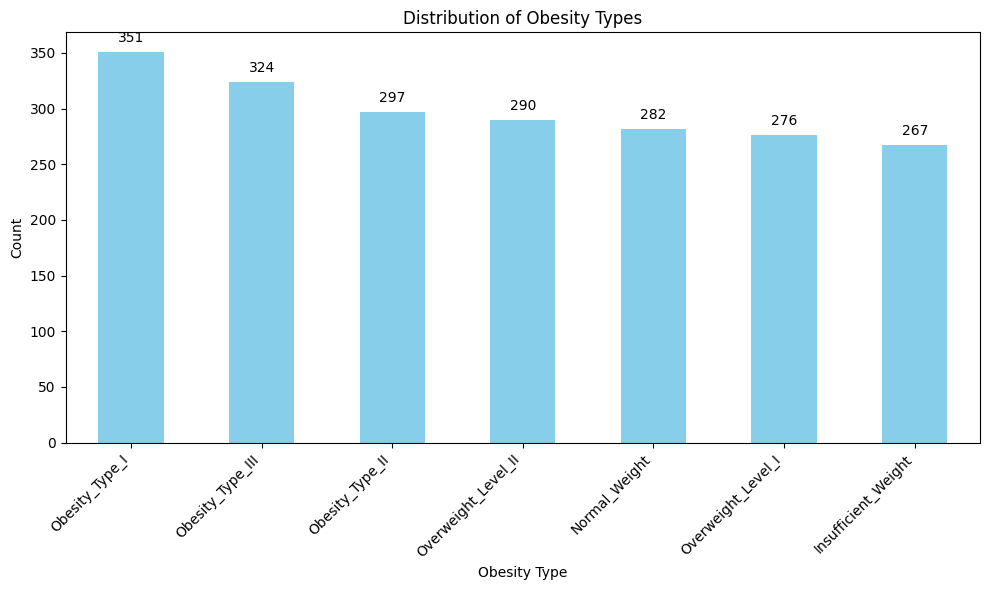 Distribution of Obesity Types
351
324
297
290
282
276
267
350
300
250
200
150
100
50
0
Count
Obesity_Type_I
Obesity_Type_III
Obesity_Type_II
Overweight_Level_II
Normal_Weight
Overweight_Level_I
Insufficient_Weight
Obesity Type